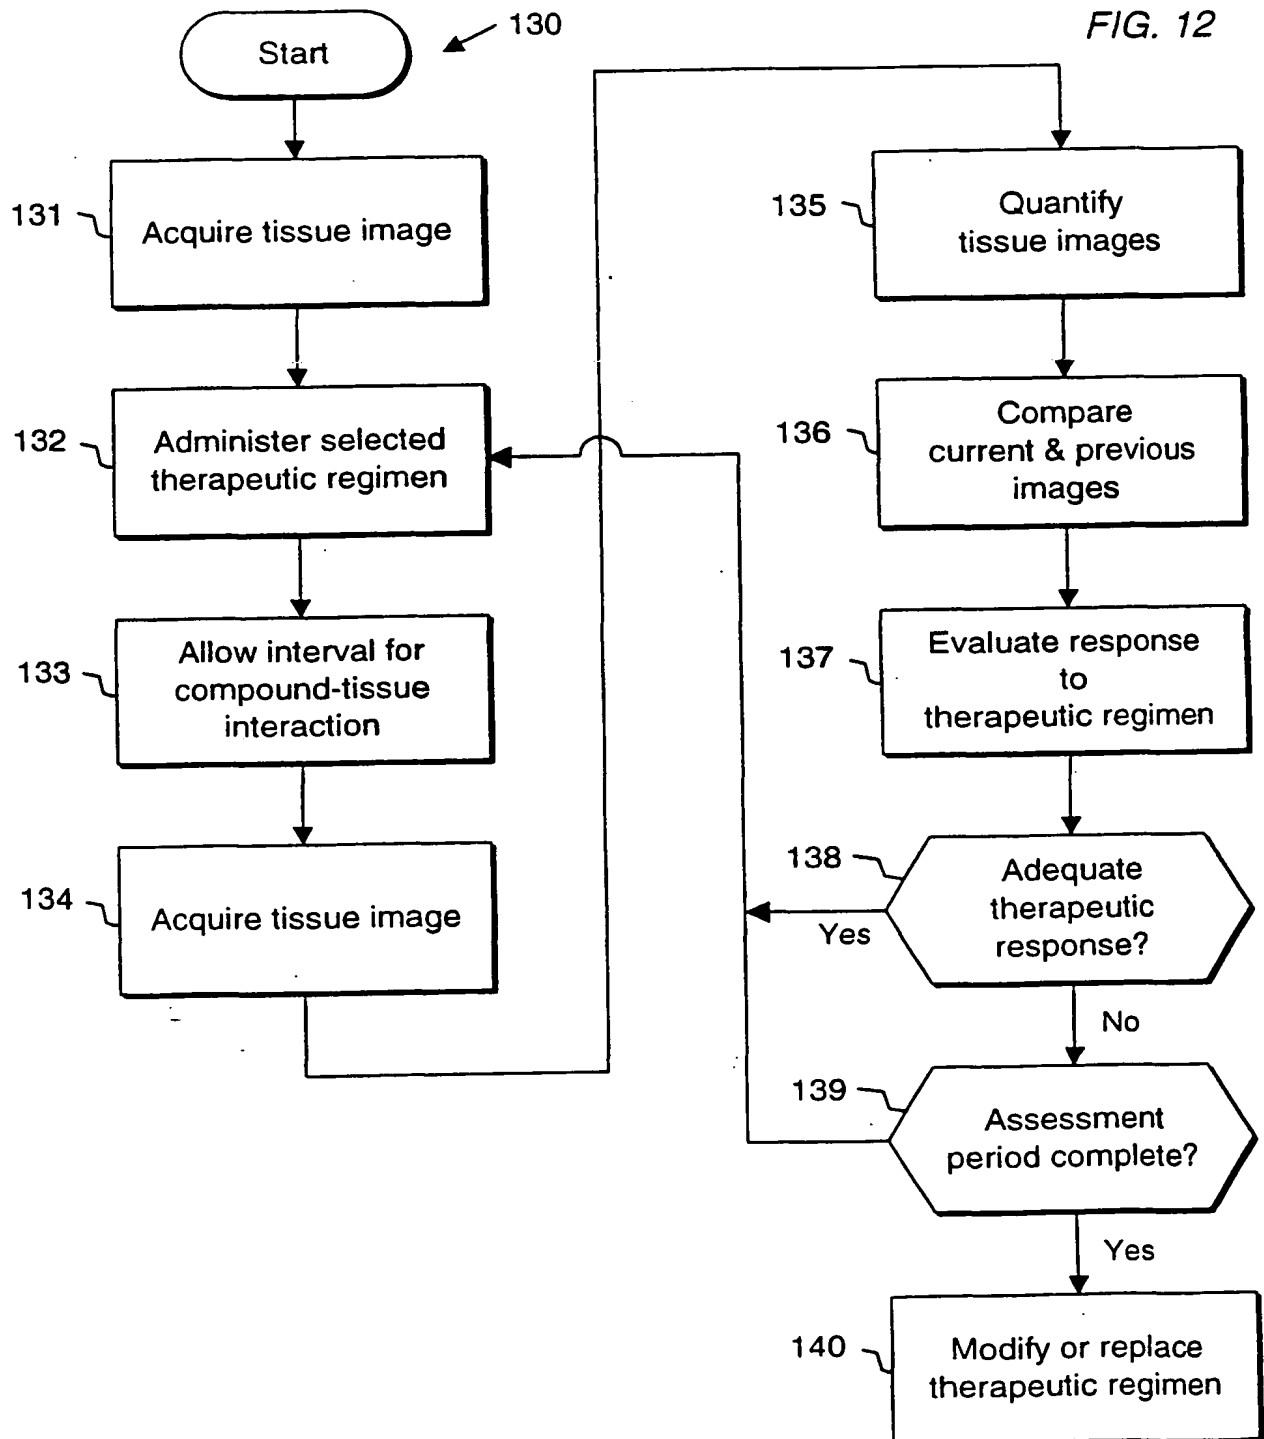 FIG. 12
130
Start
131
Acquire tissue image
132
Administer selected
therapeutic regimen
133
Allow interval for
compound-tissue
interaction
134
Acquire tissue image
135
Quantify
tissue images
136
Compare
current & previous
images
137
Evaluate response
to
therapeutic regimen
138
Adequate
therapeutic
response?
Yes
No
139
Assessment
period complete?
Yes
140
Modify or replace
therapeutic regimen